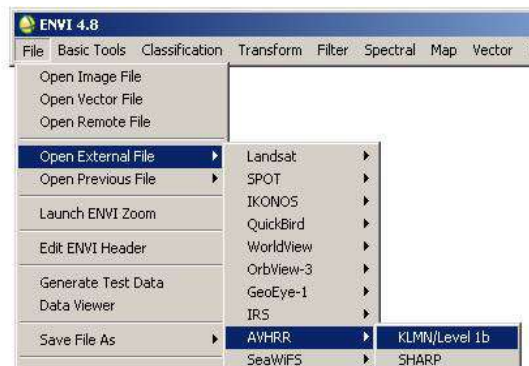 ENVI 4.8
File Basic Tools Classification Transform Filter Spectral Map Vector
Open Image File
Open Vector File
Open Remote File
Open External File
Open Previous File
Launch ENVI Zoom
Edit ENVI Header
Generate Test Data
Data Viewer
Save File As
Landsat
SPOT
IKONOS
QuickBird
WorldView
OrbView-3
GeoEye-1
IRS
AVHRR
SeaWiFS
KLMN/Level 1b
SHARP